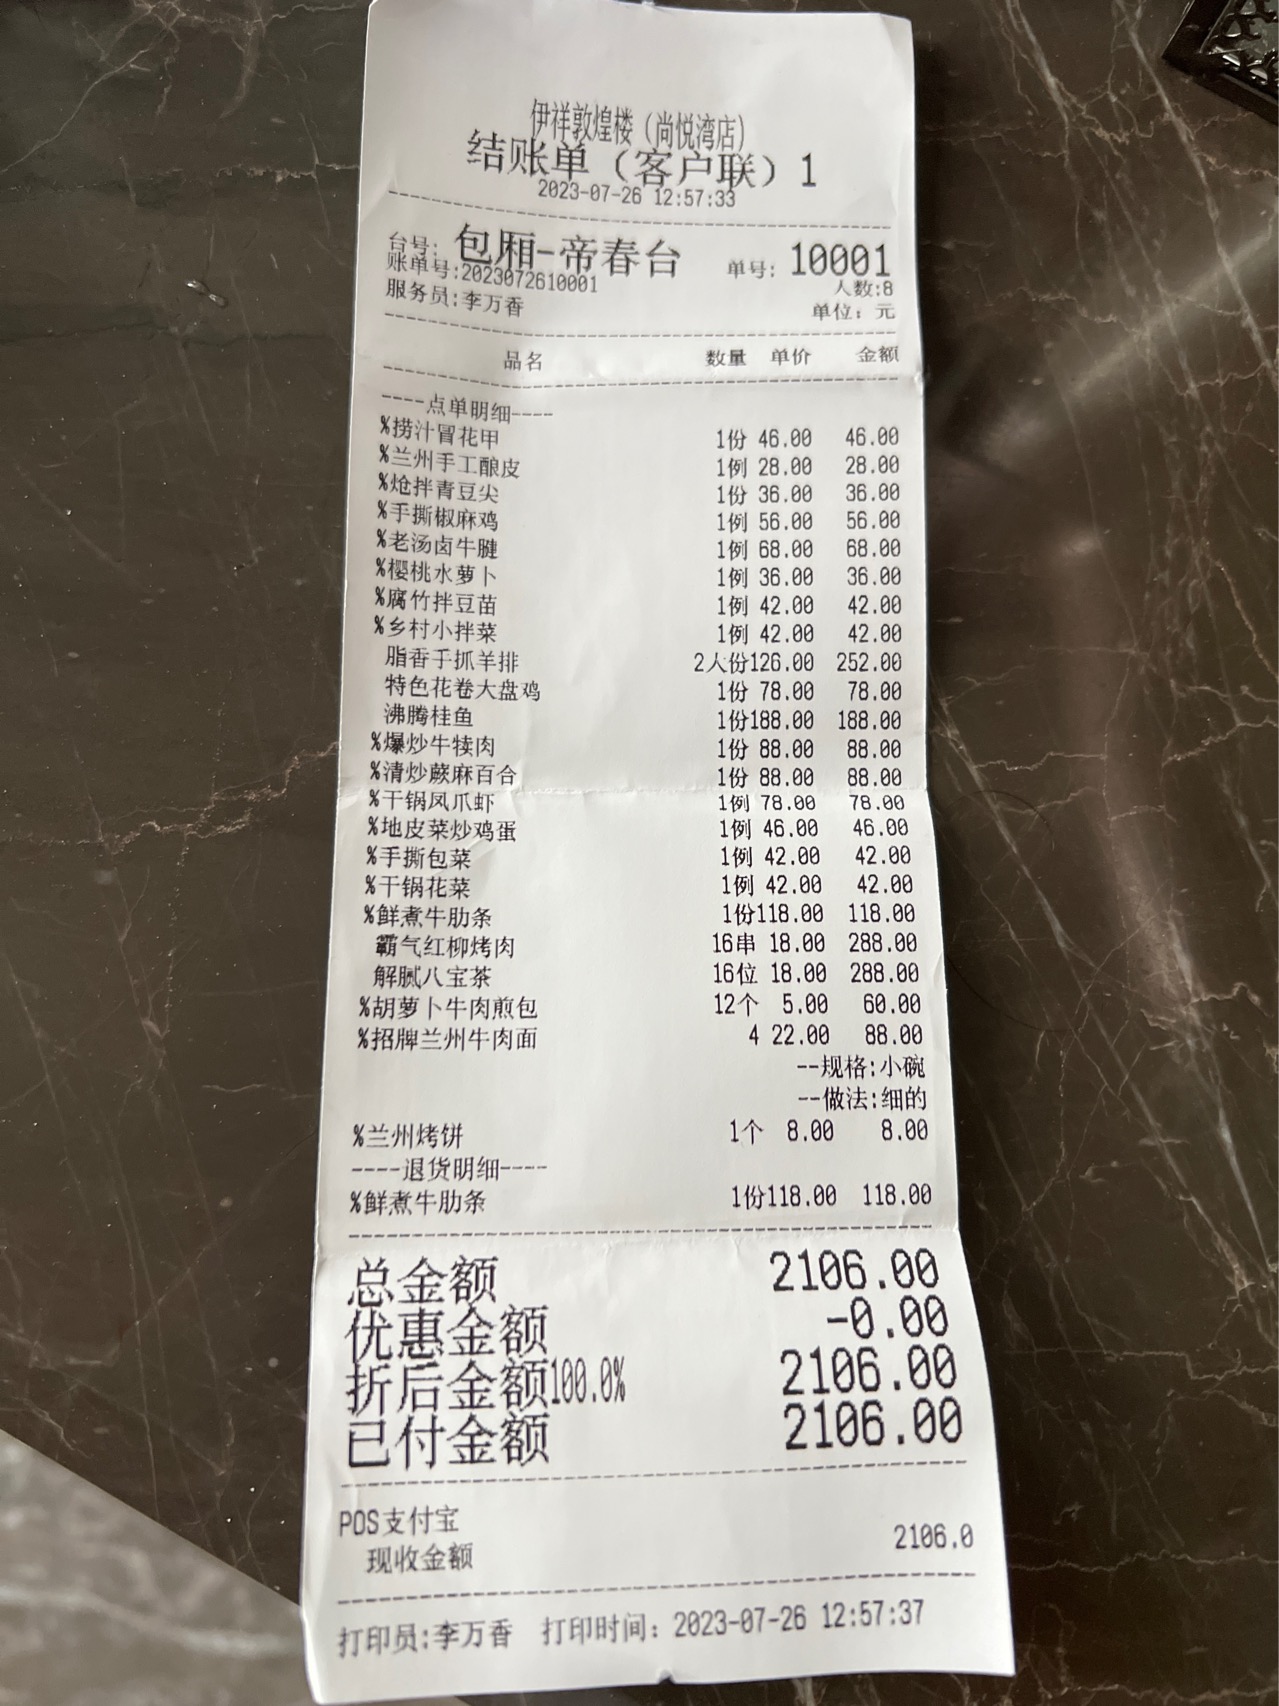 伊祥敦煌楼（尚悦湾店）
结账单（客户联）1
2023-07-26 12:57:33
台号: 包厢-帝春台 单号: 10001
账单号:2023072610001 人数:8
服务员:李万香 单位: 元
品名 数量 单价 金额
----点单明细----
%捞汁冒花甲 1份 46.00 46.00
%兰州手工酿皮 1例 28.00 28.00
%炝拌青豆尖 1份 36.00 36.00
%手撕椒麻鸡 1例 56.00 56.00
%老汤卤牛腱 1例 68.00 68.00
%樱桃水萝卜 1例 36.00 36.00
%腐竹拌豆苗 1例 42.00 42.00
%乡村小拌菜 1例 42.00 42.00
脂香手抓羊排 2人份126.00 252.00
特色花卷大盘鸡 1份 78.00 78.00
沸腾桂鱼 1份188.00 188.00
%爆炒牛犊肉 1份 88.00 88.00
%清炒蕨麻百合 1份 88.00 88.00
%干锅凤爪虾 1例 78.00 78.00
%地皮菜炒鸡蛋 1例 46.00 46.00
%手撕包菜 1例 42.00 42.00
%干锅花菜 1例 42.00 42.00
%鲜煮牛肋条 1份118.00 118.00
霸气红柳烤肉 16串 18.00 288.00
解腻八宝茶 16位 18.00 288.00
%胡萝卜牛肉煎包 12个 5.00 60.00
%招牌兰州牛肉面 4 22.00 88.00
--规格:小碗
--做法:细的
%兰州烤饼 1个 8.00 8.00
----退货明细----
%鲜煮牛肋条 1份118.00 118.00
总金额 2106.00
优惠金额 -0.00
折后金额100.0% 2106.00
已付金额 2106.00
POS支付宝
现收金额 2106.0
打印员:李万香 打印时间: 2023-07-26 12:57:37